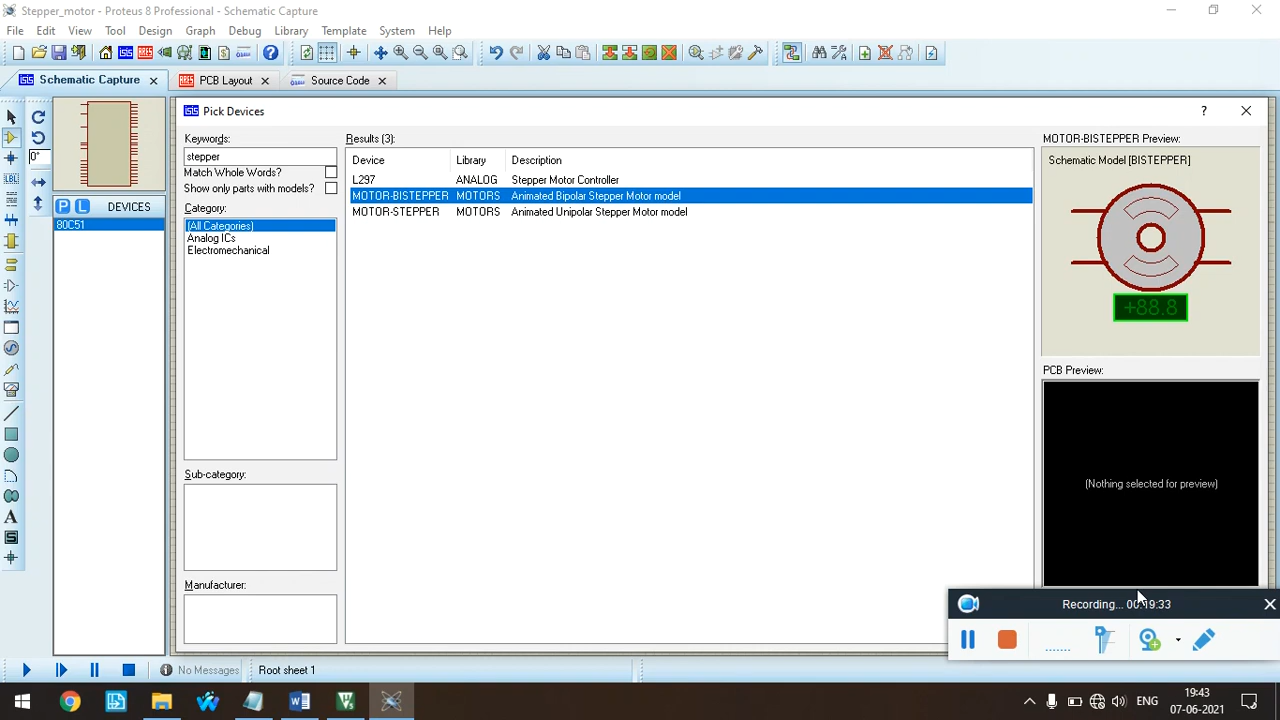 Stepper_motor - Proteus 8 Professional - Schematic Capture
File Edit View Tool Design Graph Debug Library Template System Help
Schematic Capture PCB Layout Source Code
Pick Devices
Keywords: Results (3): MOTOR-BISTEPPER Preview:
stepper Device Library Description Schematic Model [BISTEPPER]
Match Whole Words? L297 ANALOG Stepper Motor Controller
Show only parts with models? MOTOR-BISTEPPER MOTORS Animated Bipolar Stepper Motor model
Category: MOTOR-STEPPER MOTORS Animated Unipolar Stepper Motor model
0°
LBL
P L DEVICES
80C51
(All Categories)
Analog ICs
Electromechanical
+88.8
PCB Preview:
(Nothing selected for preview)
Sub-category:
Manufacturer:
A
Recording... 00:19:33
No Messages Root sheet 1
ENG 19:43
07-06-2021